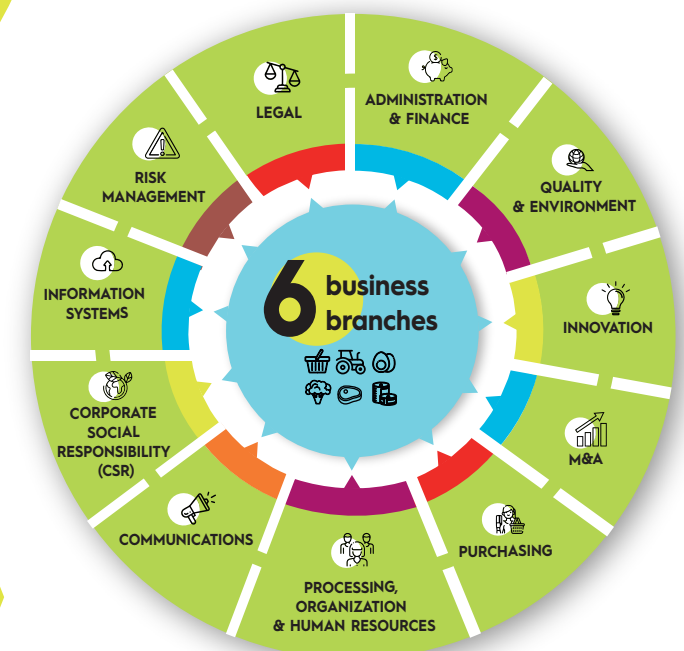 LEGAL
ADMINISTRATION
& FINANCE
QUALITY
& ENVIRONMENT
INNOVATION
M&A
PURCHASING
PROCESSING,
ORGANIZATION
& HUMAN RESOURCES
COMMUNICATIONS
CORPORATE
SOCIAL
RESPONSIBILITY
(CSR)
INFORMATION
SYSTEMS
RISK
MANAGEMENT
6 business
branches